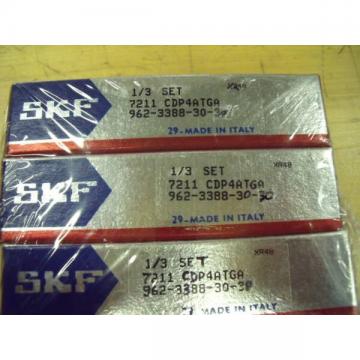 XR48
SKF
1/3 SET
7211 CDP4ATGA
962-3388-30-30
29-MADE IN ITALY
XR48
SKF
1/3 SET
7211 CDP4ATGA
962-3388-30-30
29-MADE IN ITALY
XR48
SKF
1/3 SET
7211 CDP4ATGA
962-3388-30-30
MADE IN ITALY